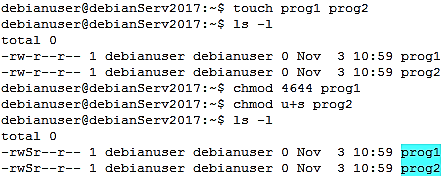 debianuser@debianServ2017:~$ touch prog1 prog2
debianuser@debianServ2017:~$ ls -l
total 0
-rw-r--r-- 1 debianuser debianuser 0 Nov  3 10:59 prog1
-rw-r--r-- 1 debianuser debianuser 0 Nov  3 10:59 prog2
debianuser@debianServ2017:~$ chmod 4644 prog1
debianuser@debianServ2017:~$ chmod u+s prog2
debianuser@debianServ2017:~$ ls -l
total 0
-rwSr--r-- 1 debianuser debianuser 0 Nov  3 10:59 prog1
-rwSr--r-- 1 debianuser debianuser 0 Nov  3 10:59 prog2